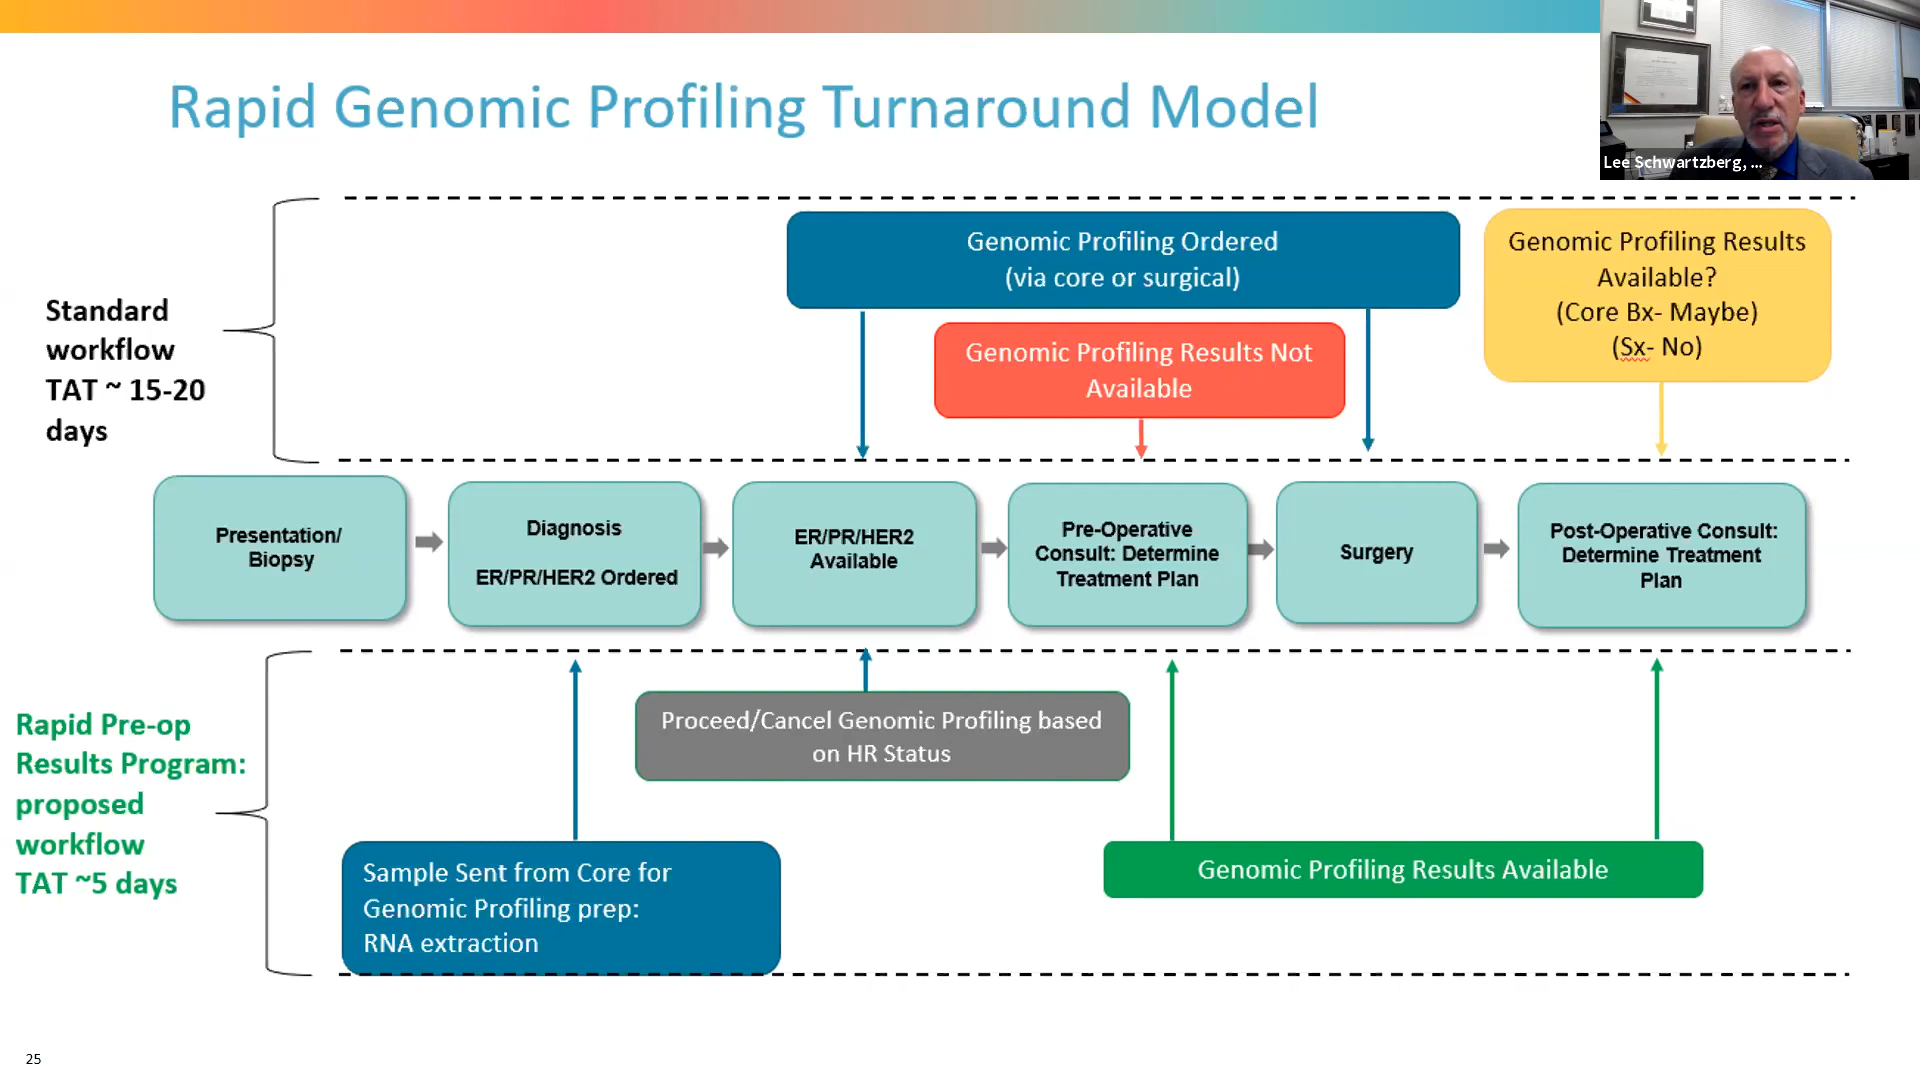 Rapid Genomic Profiling Turnaround Model
Lee Schwartzberg, ...
Standard
workflow
TAT ~ 15-20
days
Genomic Profiling Ordered
(via core or surgical)
Genomic Profiling Results Not
Available
Genomic Profiling Results
Available?
(Core Bx- Maybe)
(Sx- No)
Presentation/
Biopsy
Diagnosis
ER/PR/HER2 Ordered
ER/PR/HER2
Available
Pre-Operative
Consult: Determine
Treatment Plan
Surgery
Post-Operative Consult:
Determine Treatment
Plan
Rapid Pre-op
Results Program:
proposed
workflow
TAT ~5 days
Proceed/Cancel Genomic Profiling based
on HR Status
Sample Sent from Core for
Genomic Profiling prep:
RNA extraction
Genomic Profiling Results Available
25